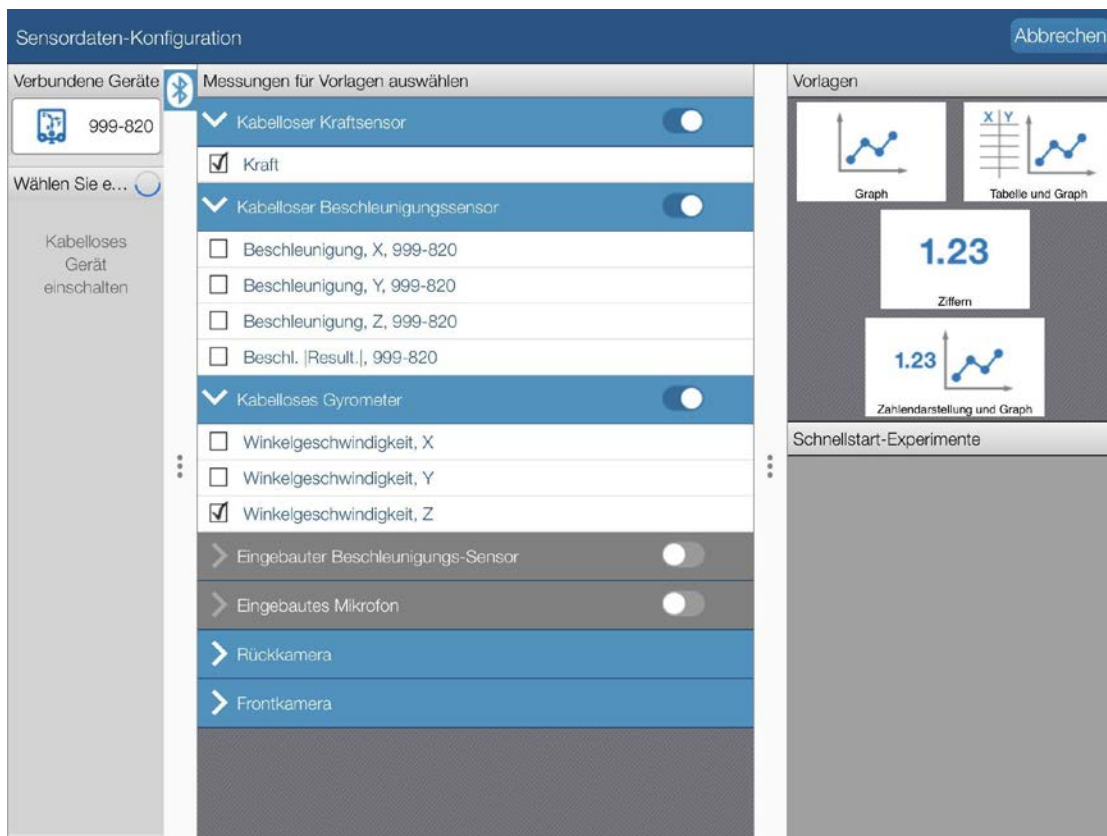 Sensordaten-Konfiguration
Abbrechen
Verbundene Geräte
999-820
Wählen Sie e...
Kabelloses
Gerät
einschalten
Messungen für Vorlagen auswählen
Kabelloser Kraftsensor
Kraft
Kabelloser Beschleunigungssensor
Beschleunigung, X, 999-820
Beschleunigung, Y, 999-820
Beschleunigung, Z, 999-820
Beschl. |Result.|, 999-820
Kabelloses Gyrometer
Winkelgeschwindigkeit, X
Winkelgeschwindigkeit, Y
Winkelgeschwindigkeit, Z
Eingebauter Beschleunigungs-Sensor
Eingebautes Mikrofon
Rückkamera
Frontkamera
Vorlagen
Graph
X Y
Tabelle und Graph
1.23
Ziffern
1.23
Zahlendarstellung und Graph
Schnellstart-Experimente